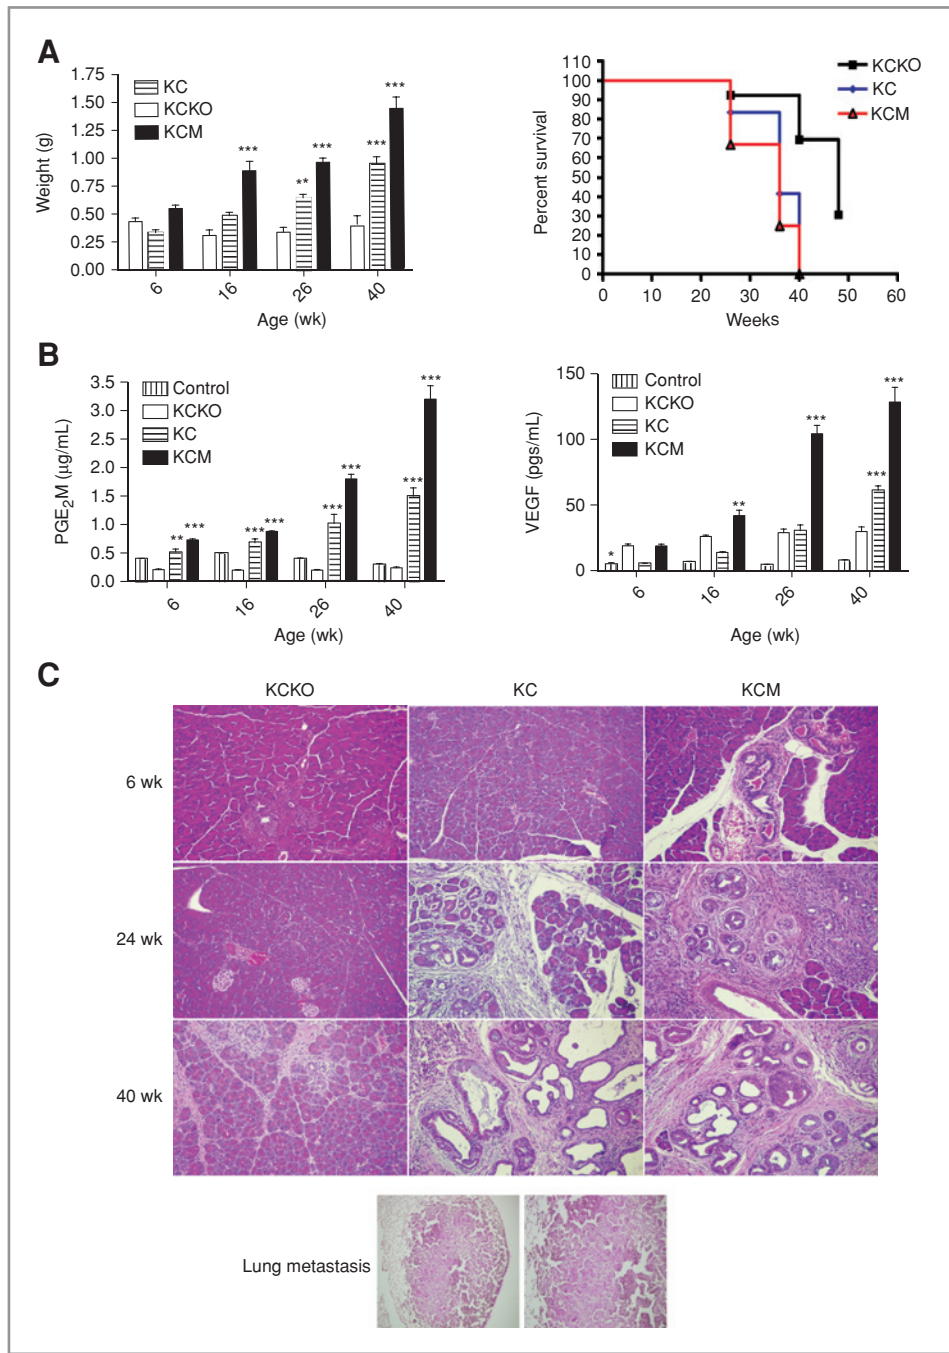 A
Weight (g)
1.75
1.50
1.25
1.00
0.75
0.50
0.25
0.00
KC
KCKO
KCM
***
**
***
***
***
6
16
26
40
Age (wk)
Percent survival
110
100
90
80
70
60
50
40
30
20
10
0
0 10 20 30 40 50 60
Weeks
KCKO
KC
KCM
B
PGE2M (µg/mL)
3.5
3.0
2.5
2.0
1.5
1.0
0.5
0.0
Control
KCKO
KC
KCM
** ***
*** ***
***
***
***
***
6
16
26
40
Age (wk)
VEGF (pgs/mL)
150
100
50
0
Control
KCKO
KC
KCM
*
**
***
***
***
6
16
26
40
Age (wk)
C
KCKO KC KCM
6 wk
24 wk
40 wk
Lung metastasis